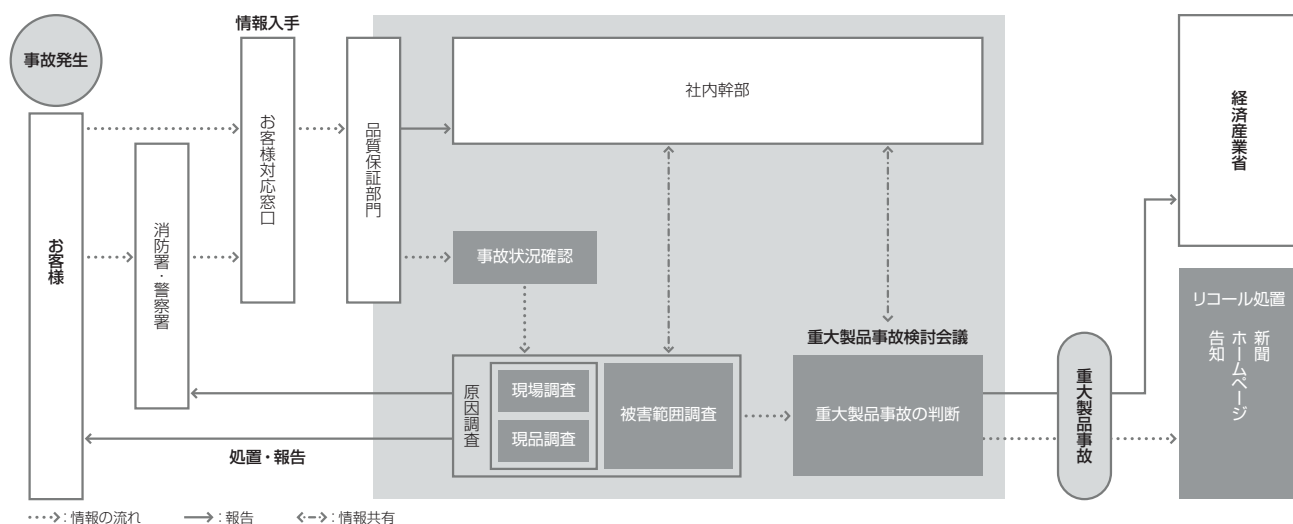 事故発生
情報入手
お客様
消防署・警察署
お客様対応窓口
品質保証部門
社内幹部
事故状況確認
原因調査
現場調査
現品調査
被害範囲調査
重大製品事故検討会議
重大製品事故の判断
重大製品事故
経済産業省
リコール処置
新聞
ホームページ
告知
処置・報告
:情報の流れ
:報告
:情報共有